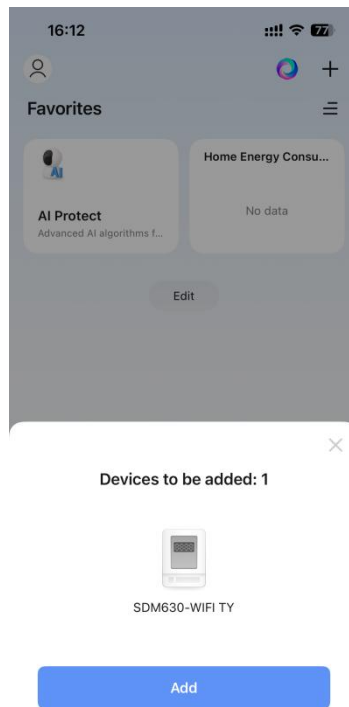 16:12
77
Favorites
AI
AI Protect
Advanced AI algorithms f...
Home Energy Consu...
No data
Edit
Devices to be added: 1
SDM630-WIFI TY
Add